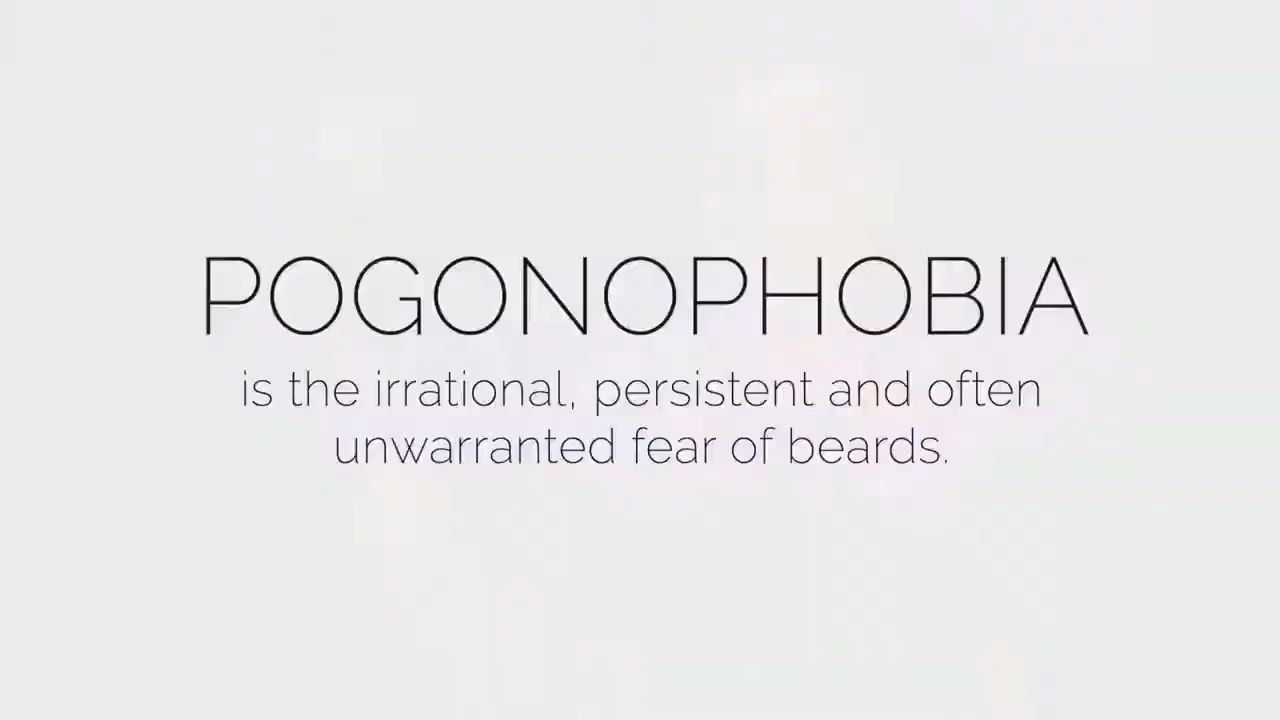 POGONOPHOBIA
is the irrational, persistent and often
unwarranted fear of beards.